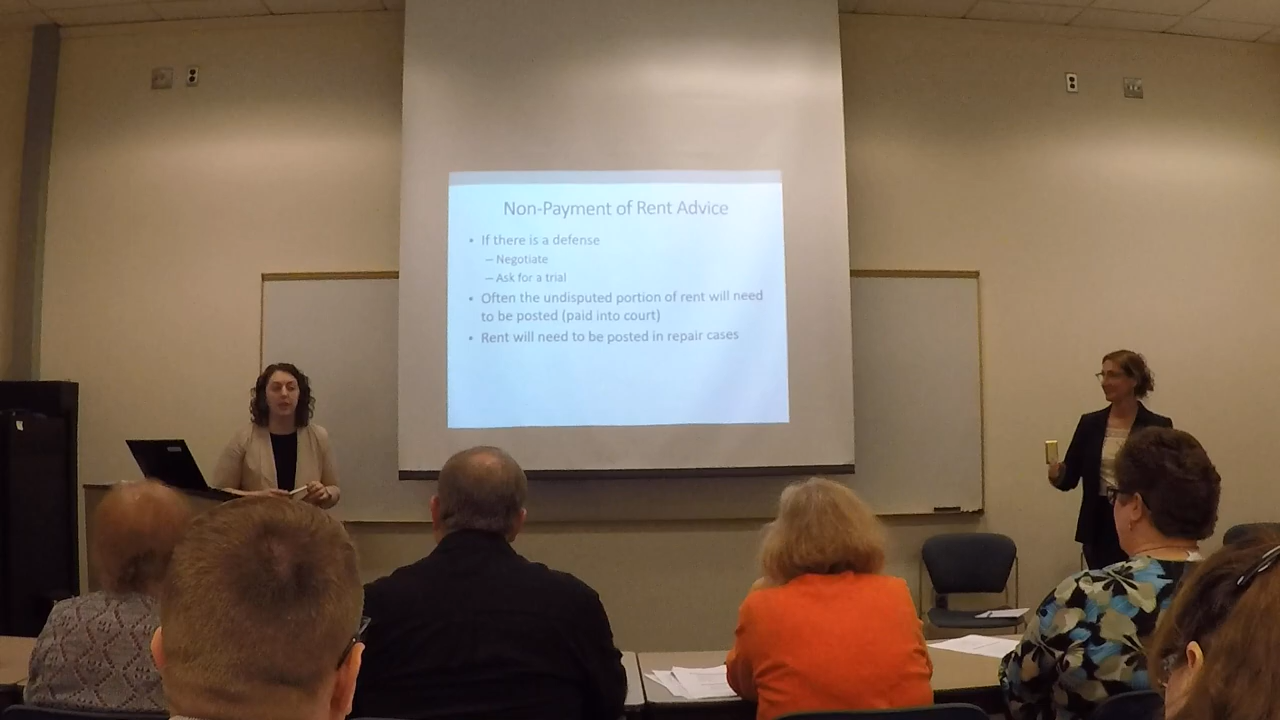 Non-Payment of Rent Advice
• If there is a defense
– Negotiate
– Ask for a trial
• Often the undisputed portion of rent will need
to be posted (paid into court)
• Rent will need to be posted in repair cases